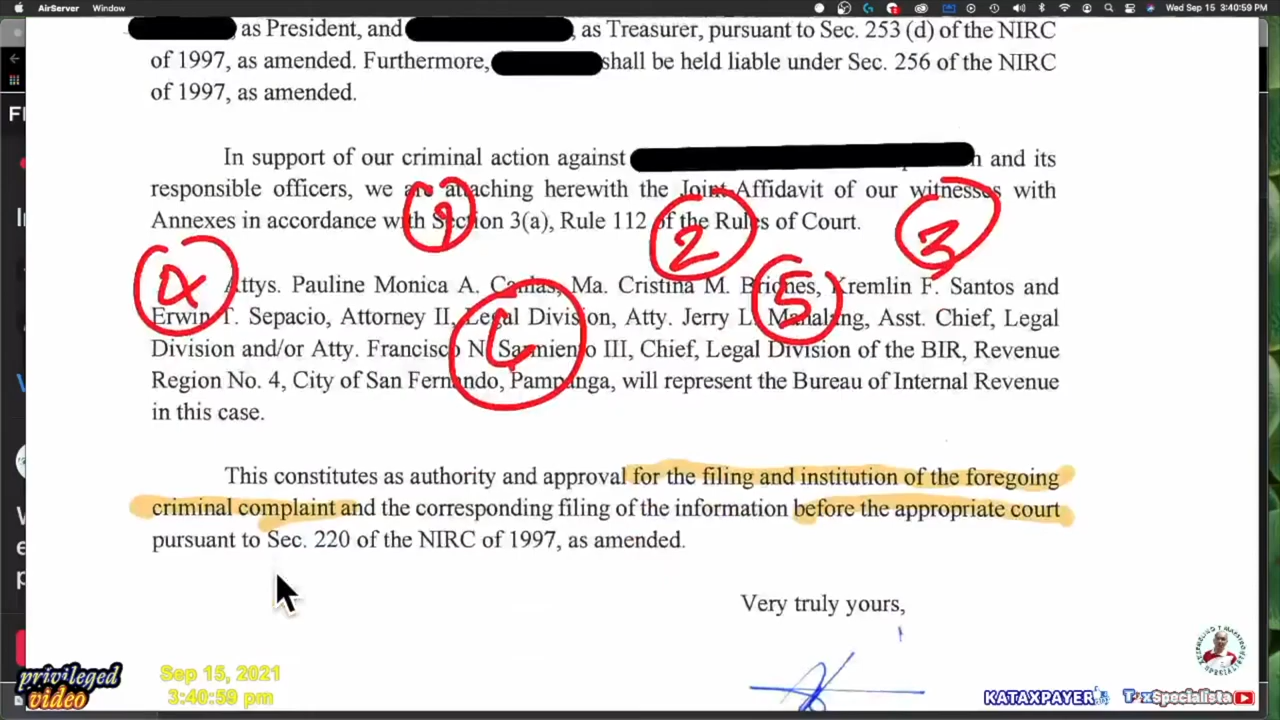 AirServer Window Wed Sep 15 3:40:59 PM
as President, and , as Treasurer, pursuant to Sec. 253 (d) of the NIRC
of 1997, as amended. Furthermore, shall be held liable under Sec. 256 of the NIRC
of 1997, as amended.
In support of our criminal action against and its
responsible officers, we are attaching herewith the Joint-Affidavit of our witnesses with
Annexes in accordance with Section 3(a), Rule 112 of the Rules of Court.
1
2
3
Attys. Pauline Monica A. Canlas, Ma. Cristina M. Briones, Kremlin F. Santos and
5
Erwin T. Sepacio, Attorney II, Legal Division, Atty. Jerry L. Manalang, Asst. Chief, Legal
Division and/or Atty. Francisco N. Sarmiento III, Chief, Legal Division of the BIR, Revenue
Region No. 4, City of San Fernando, Pampanga, will represent the Bureau of Internal Revenue
in this case.
This constitutes as authority and approval for the filing and institution of the foregoing
criminal complaint and the corresponding filing of the information before the appropriate court
pursuant to Sec. 220 of the NIRC of 1997, as amended.
Very truly yours,
privileged
video
Sep 15, 2021
3:40:59 pm
KATAXPAYER
TaxSpecialista